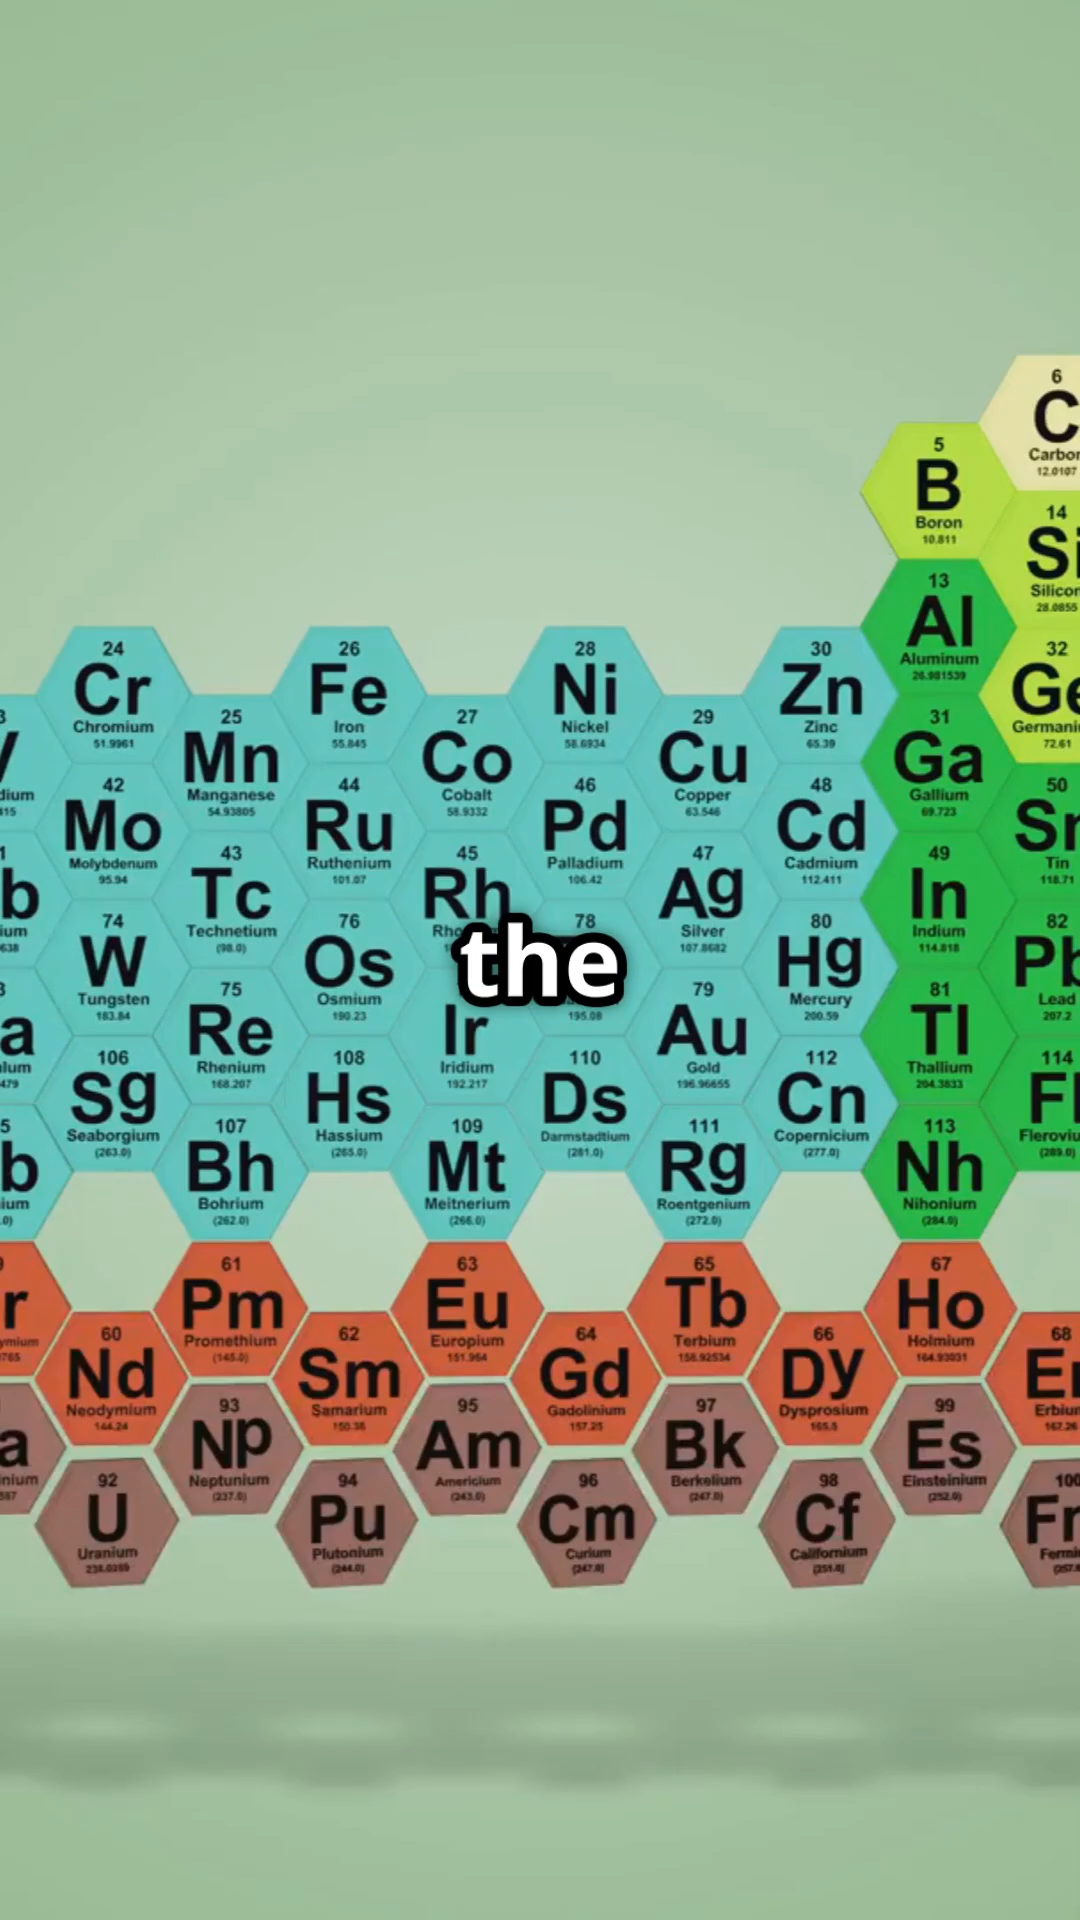 6
C
12.0107
5
B
Boron
10.811
14
Si
28.0855
13
Al
Aluminum
26.981539
32
Ge
72.61
24
Cr
Chromium
51.9961
26
Fe
Iron
55.845
28
Ni
Nickel
58.6934
30
Zn
Zinc
65.39
25
Mn
Manganese
54.93805
27
Co
Cobalt
58.9332
29
Cu
Copper
63.546
31
Ga
Gallium
69.723
42
Mo
Molybdenum
95.94
44
Ru
Ruthenium
101.07
46
Pd
Palladium
106.42
48
Cd
Cadmium
112.411
50
Tin
118.71
43
Tc
Technetium
(98.0)
45
Rh
47
Ag
Silver
107.8682
49
In
Indium
114.818
74
W
Tungsten
183.84
76
Os
Osmium
190.23
the
78
195.08
80
Hg
Mercury
200.59
82
Pb
Lead
207.2
75
Re
Rhenium
168.207
Ir
Iridium
192.217
79
Au
Gold
196.96655
81
Tl
Thallium
204.3833
106
Sg
Seaborgium
(263.0)
108
Hs
Hassium
(265.0)
110
Ds
Darmstadtium
(281.0)
112
Cn
Copernicium
(277.0)
114
Fl
(289.0)
107
Bh
Bohrium
(262.0)
109
Mt
Meitnerium
(266.0)
111
Rg
Roentgenium
(272.0)
113
Nh
Nihonium
(284.0)
61
Pm
Promethium
(145.0)
63
Eu
Europium
151.964
65
Tb
Terbium
158.92534
67
Ho
Holmium
164.93031
60
Nd
Neodymium
144.24
62
Sm
Samarium
150.36
64
Gd
Gadolinium
157.25
66
Dy
Dysprosium
165.5
68
Er
Erbium
167.26
93
Np
Neptunium
(237.0)
95
Am
Americium
(243.0)
97
Bk
Berkelium
(247.0)
99
Es
Einsteinium
(252.0)
92
U
Uranium
238.0289
94
Pu
Plutonium
(244.0)
96
Cm
Curium
(247.0)
98
Cf
Californium
(251.0)
100